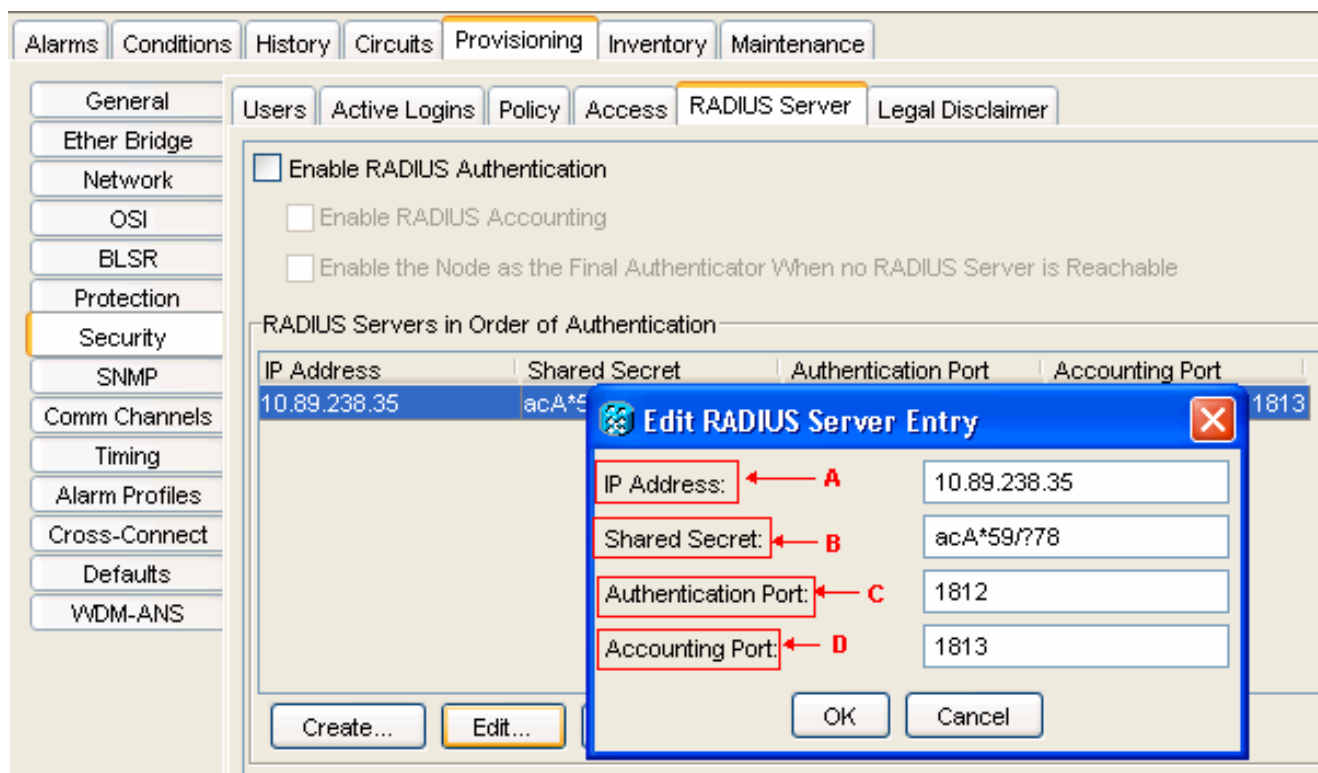 Alarms Conditions History Circuits Provisioning Inventory Maintenance
General
Ether Bridge
Network
OSI
BLSR
Protection
Security
SNMP
Comm Channels
Timing
Alarm Profiles
Cross-Connect
Defaults
WDM-ANS
Users Active Logins Policy Access RADIUS Server Legal Disclaimer
Enable RADIUS Authentication
Enable RADIUS Accounting
Enable the Node as the Final Authenticator When no RADIUS Server is Reachable
RADIUS Servers in Order of Authentication
IP Address Shared Secret Authentication Port Accounting Port
10.89.238.35 acA*5 1813
Edit RADIUS Server Entry
IP Address: A 10.89.238.35
Shared Secret: B acA*59/?78
Authentication Port: C 1812
Accounting Port: D 1813
OK Cancel
Create... Edit...